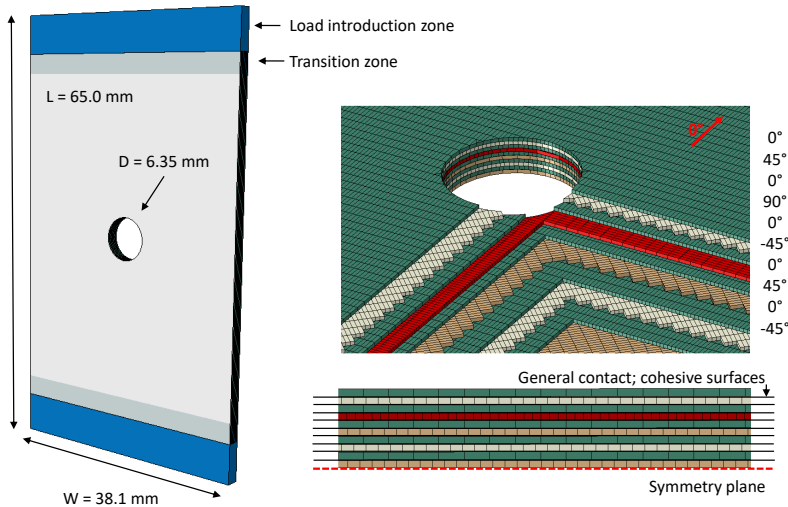 Load introduction zone
Transition zone
L = 65.0 mm
D = 6.35 mm
W = 38.1 mm
0°
0°
45°
0°
90°
0°
-45°
0°
45°
0°
-45°
General contact; cohesive surfaces
Symmetry plane